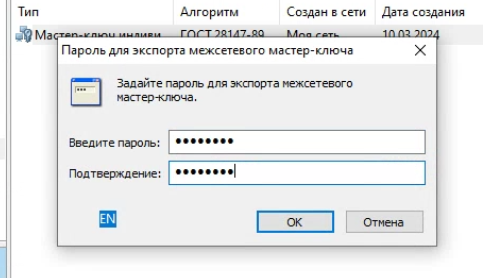 Тип Алгоритм Создан в сети Дата создания
Мастер-ключ индиви ГОСТ 28147-89 Моя сеть 10.03.2024
Пароль для экспорта межсетевого мастер-ключа
Задайте пароль для экспорта межсетевого
мастер-ключа.
Введите пароль: ●●●●●●●●
Подтверждение: ●●●●●●●●
EN
ОК Отмена